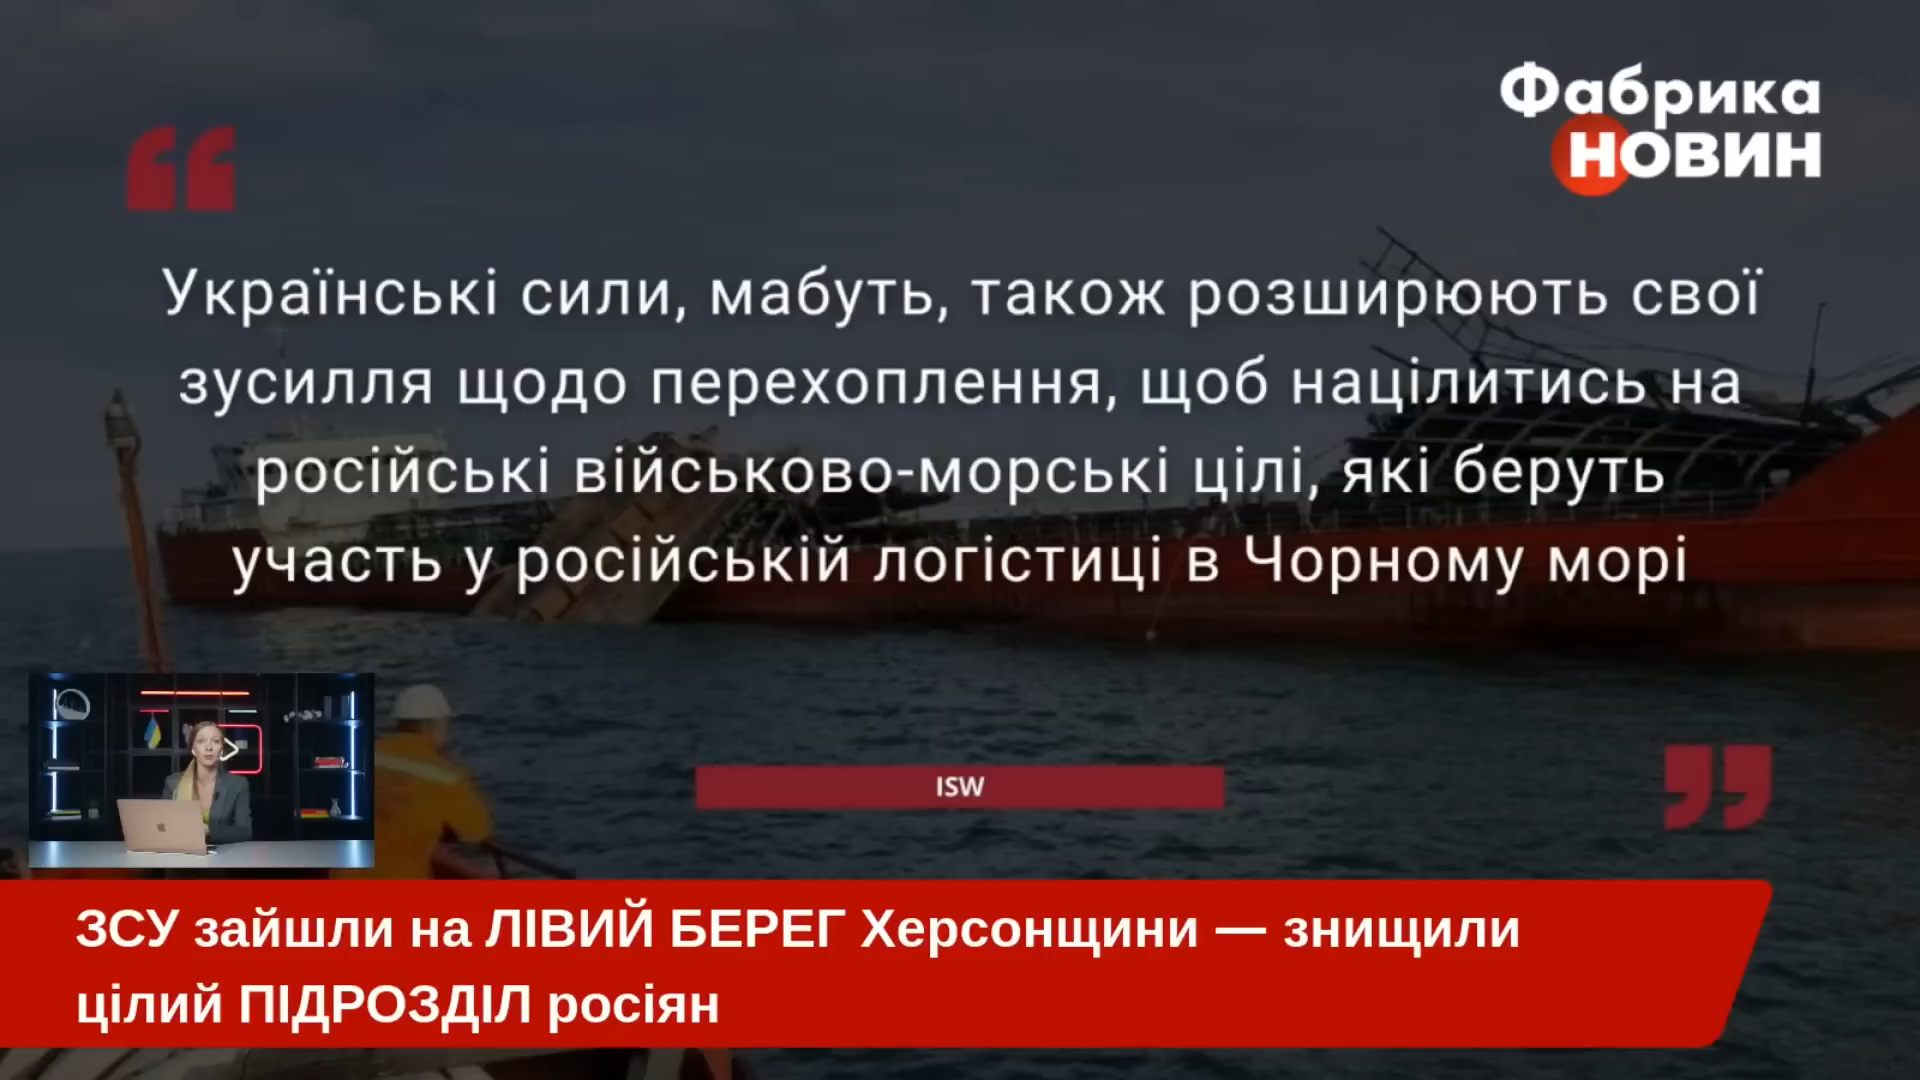 Фабрика
новин
Українські сили, мабуть, також розширюють свої
зусилля щодо перехоплення, щоб націлитись на
російські військово-морські цілі, які беруть
участь у російській логістиці в Чорному морі
ISW
ЗСУ зайшли на ЛІВИЙ БЕРЕГ Херсонщини — знищили
цілий ПІДРОЗДІЛ росіян